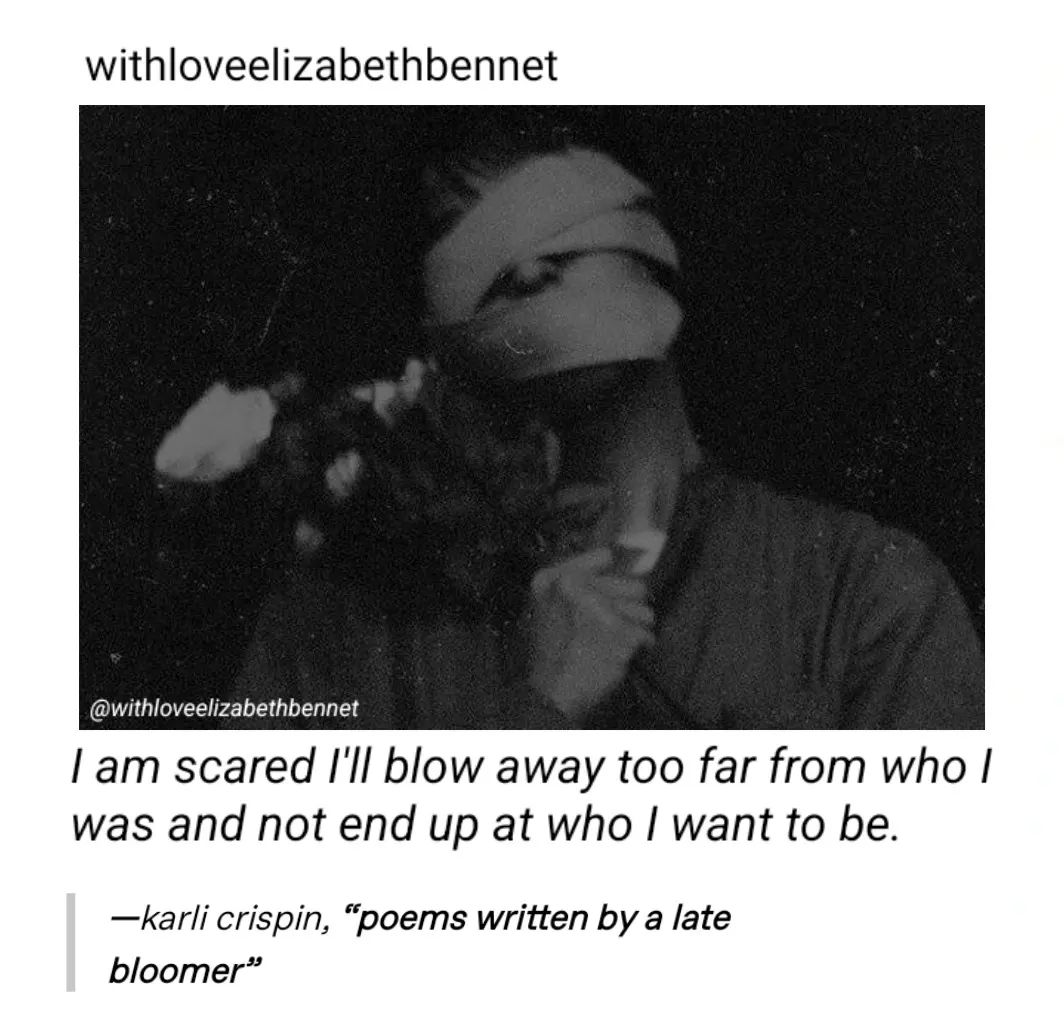 withloveelizabethbennet
@withloveelizabethbennet
I am scared I'll blow away too far from who I
was and not end up at who I want to be.
—karli crispin, “poems written by a late
bloomer”